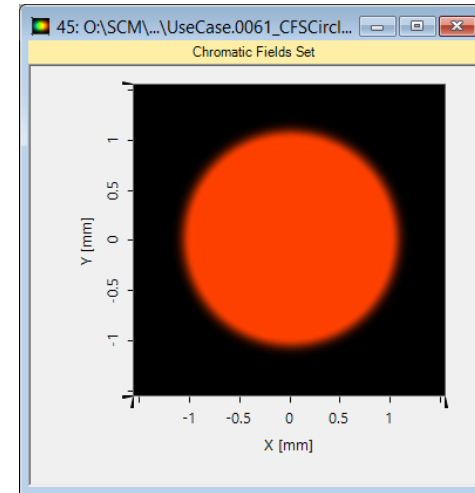 45: O:\SCM\...\UseCase.0061_CFSCircl...
Chromatic Fields Set
1
0.5
0
-0.5
-1
Y [mm]
-1 -0.5 0 0.5 1
X [mm]